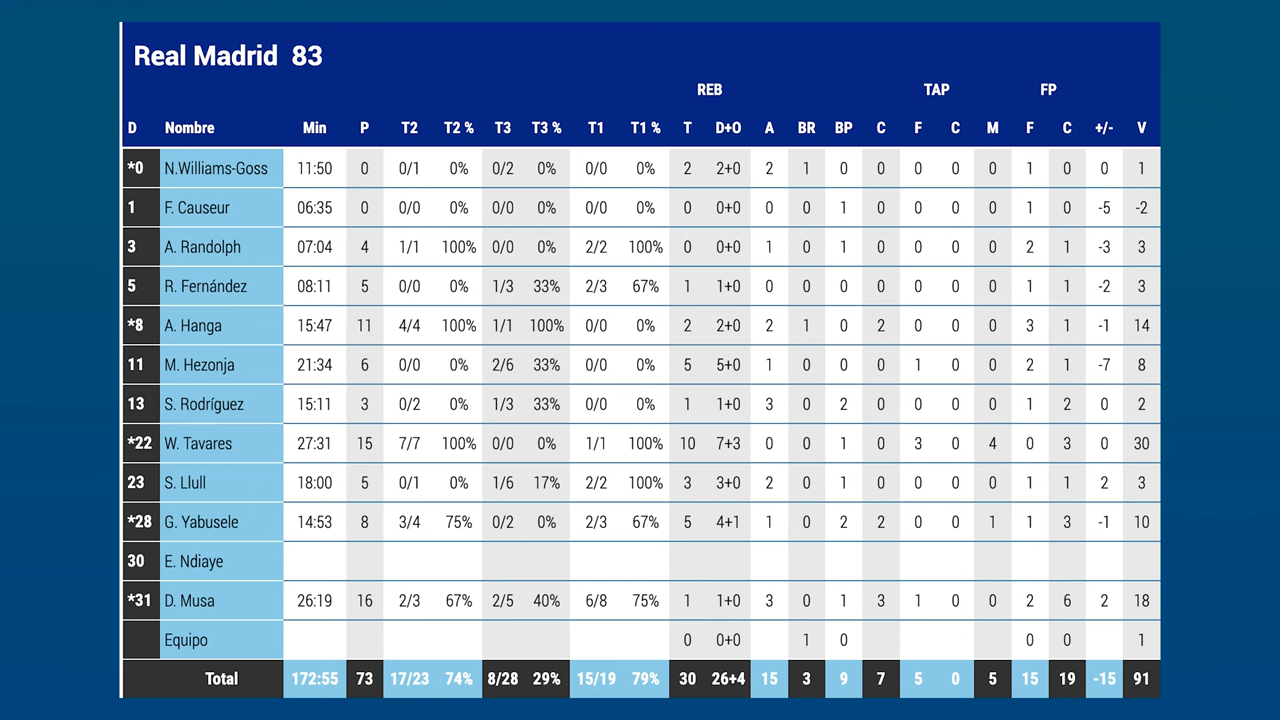 Real Madrid 83
REB TAP FP
D Nombre Min P T2 T2 % T3 T3 % T1 T1 % T D+O A BR BP C F C M F C +/- V
*0 N.Williams-Goss 11:50 0 0/1 0% 0/2 0% 0/0 0% 2 2+0 2 1 0 0 0 0 0 1 0 0 1
1 F. Causeur 06:35 0 0/0 0% 0/0 0% 0/0 0% 0 0+0 0 0 1 0 0 0 0 1 0 -5 -2
3 A. Randolph 07:04 4 1/1 100% 0/0 0% 2/2 100% 0 0+0 1 0 1 0 0 0 0 2 1 -3 3
5 R. Fernández 08:11 5 0/0 0% 1/3 33% 2/3 67% 1 1+0 0 0 0 0 0 0 0 1 1 -2 3
*8 A. Hanga 15:47 11 4/4 100% 1/1 100% 0/0 0% 2 2+0 2 1 0 2 0 0 0 3 1 -1 14
11 M. Hezonja 21:34 6 0/0 0% 2/6 33% 0/0 0% 5 5+0 1 0 0 0 1 0 0 2 1 -7 8
13 S. Rodríguez 15:11 3 0/2 0% 1/3 33% 0/0 0% 1 1+0 3 0 2 0 0 0 0 1 2 0 2
*22 W. Tavares 27:31 15 7/7 100% 0/0 0% 1/1 100% 10 7+3 0 0 1 0 3 0 4 0 3 0 30
23 S. Llull 18:00 5 0/1 0% 1/6 17% 2/2 100% 3 3+0 2 0 1 0 0 0 0 1 1 2 3
*28 G. Yabusele 14:53 8 3/4 75% 0/2 0% 2/3 67% 5 4+1 1 0 2 2 0 0 1 1 3 -1 10
30 E. Ndiaye
*31 D. Musa 26:19 16 2/3 67% 2/5 40% 6/8 75% 1 1+0 3 0 1 3 1 0 0 2 6 2 18
Equipo 0 0+0 1 0 0 0 1
Total 172:55 73 17/23 74% 8/28 29% 15/19 79% 30 26+4 15 3 9 7 5 0 5 15 19 -15 91